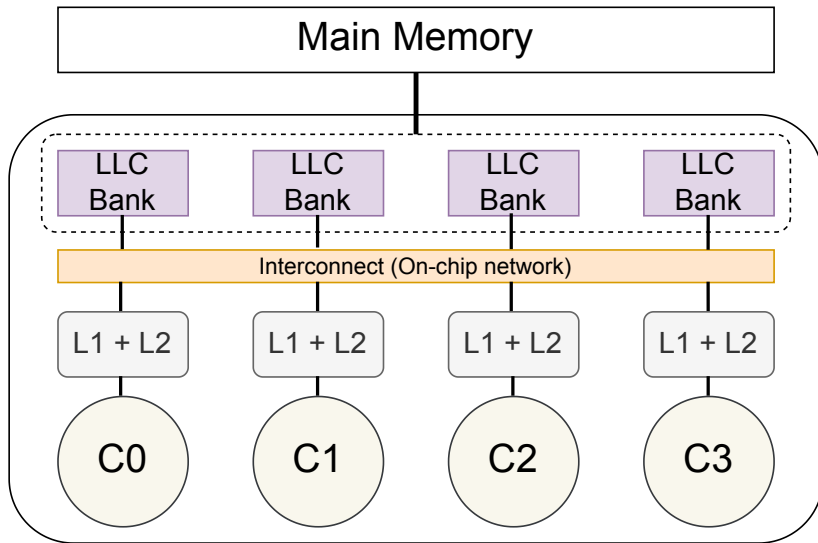 Main Memory
LLC
Bank
LLC
Bank
LLC
Bank
LLC
Bank
Interconnect (On-chip network)
L1 + L2
L1 + L2
L1 + L2
L1 + L2
C0
C1
C2
C3